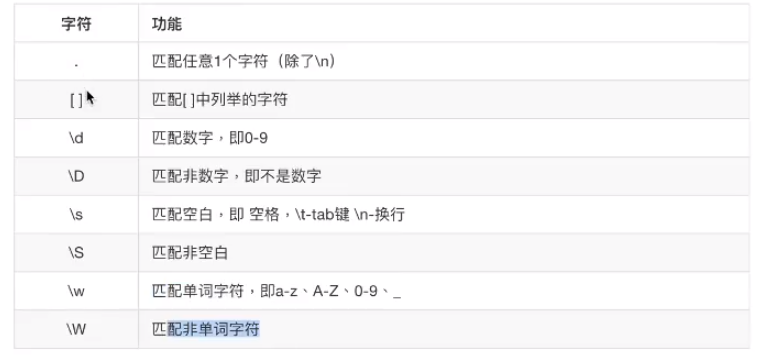 字符 功能
. 匹配任意1个字符（除了\n）
[ ] 匹配[ ]中列举的字符
\d 匹配数字，即0-9
\D 匹配非数字，即不是数字
\s 匹配空白，即 空格，\t-tab键 \n-换行
\S 匹配非空白
\w 匹配单词字符，即a-z、A-Z、0-9、_
\W 匹配非单词字符